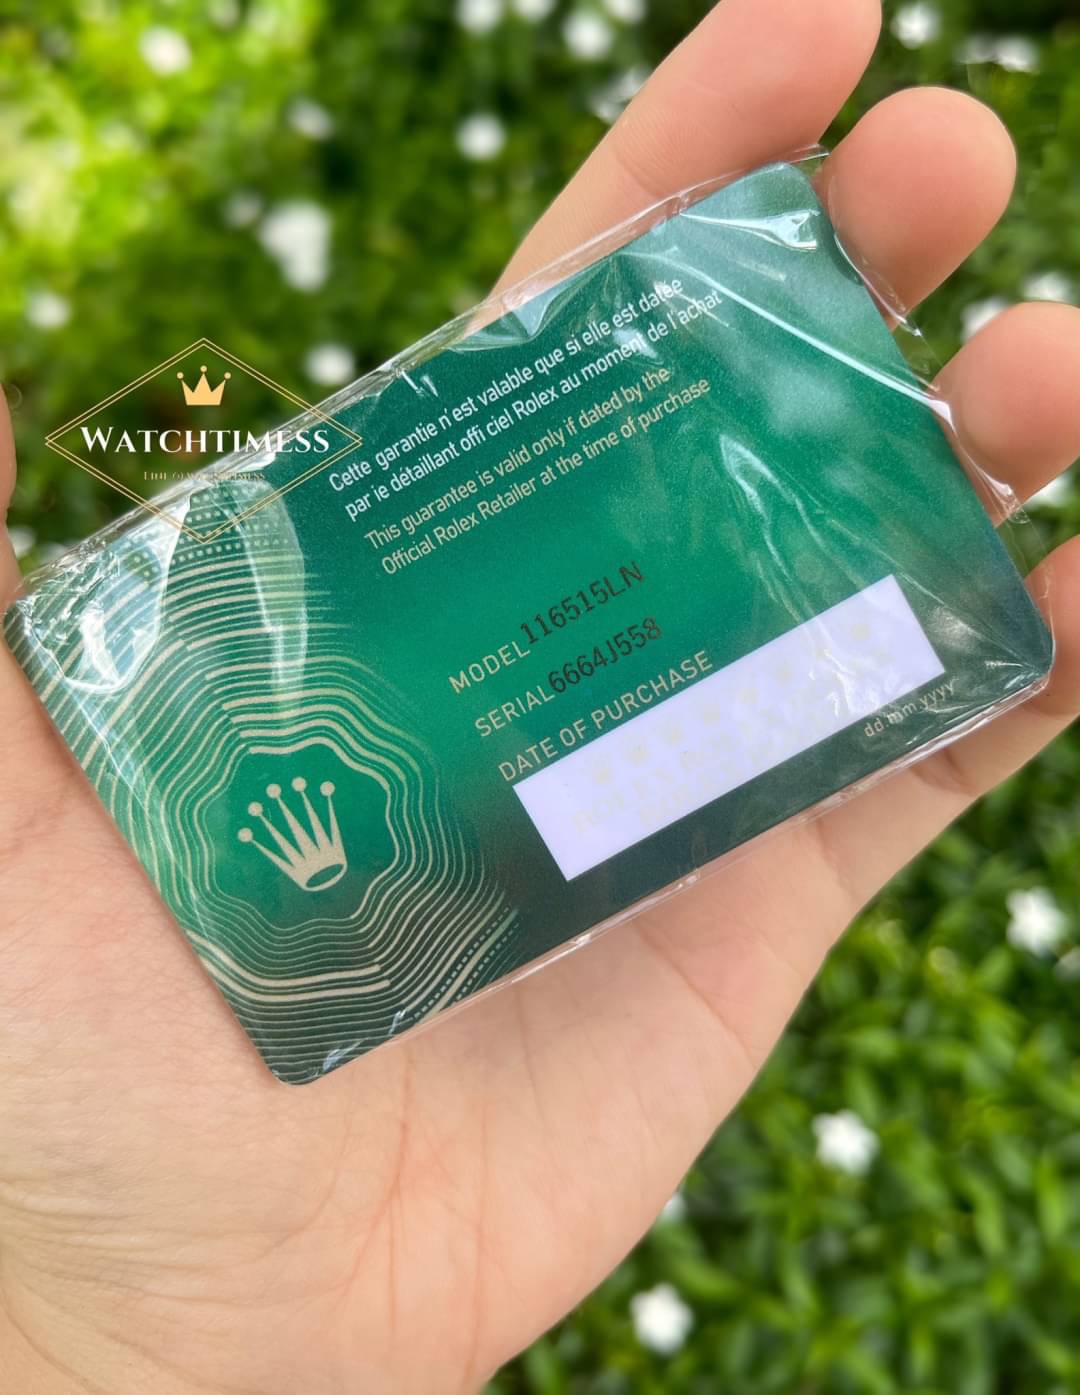 WATCHTIMESS
Cette garantie n'est valable que si elle est datée
par ie détaillant offi ciel Rolex au moment de l'achat
This guarantee is valid only if dated by the
Official Rolex Retailer at the time of purchase
MODEL 116515LN
SERIAL 6664J558
DATE OF PURCHASE
dd mm yyyy